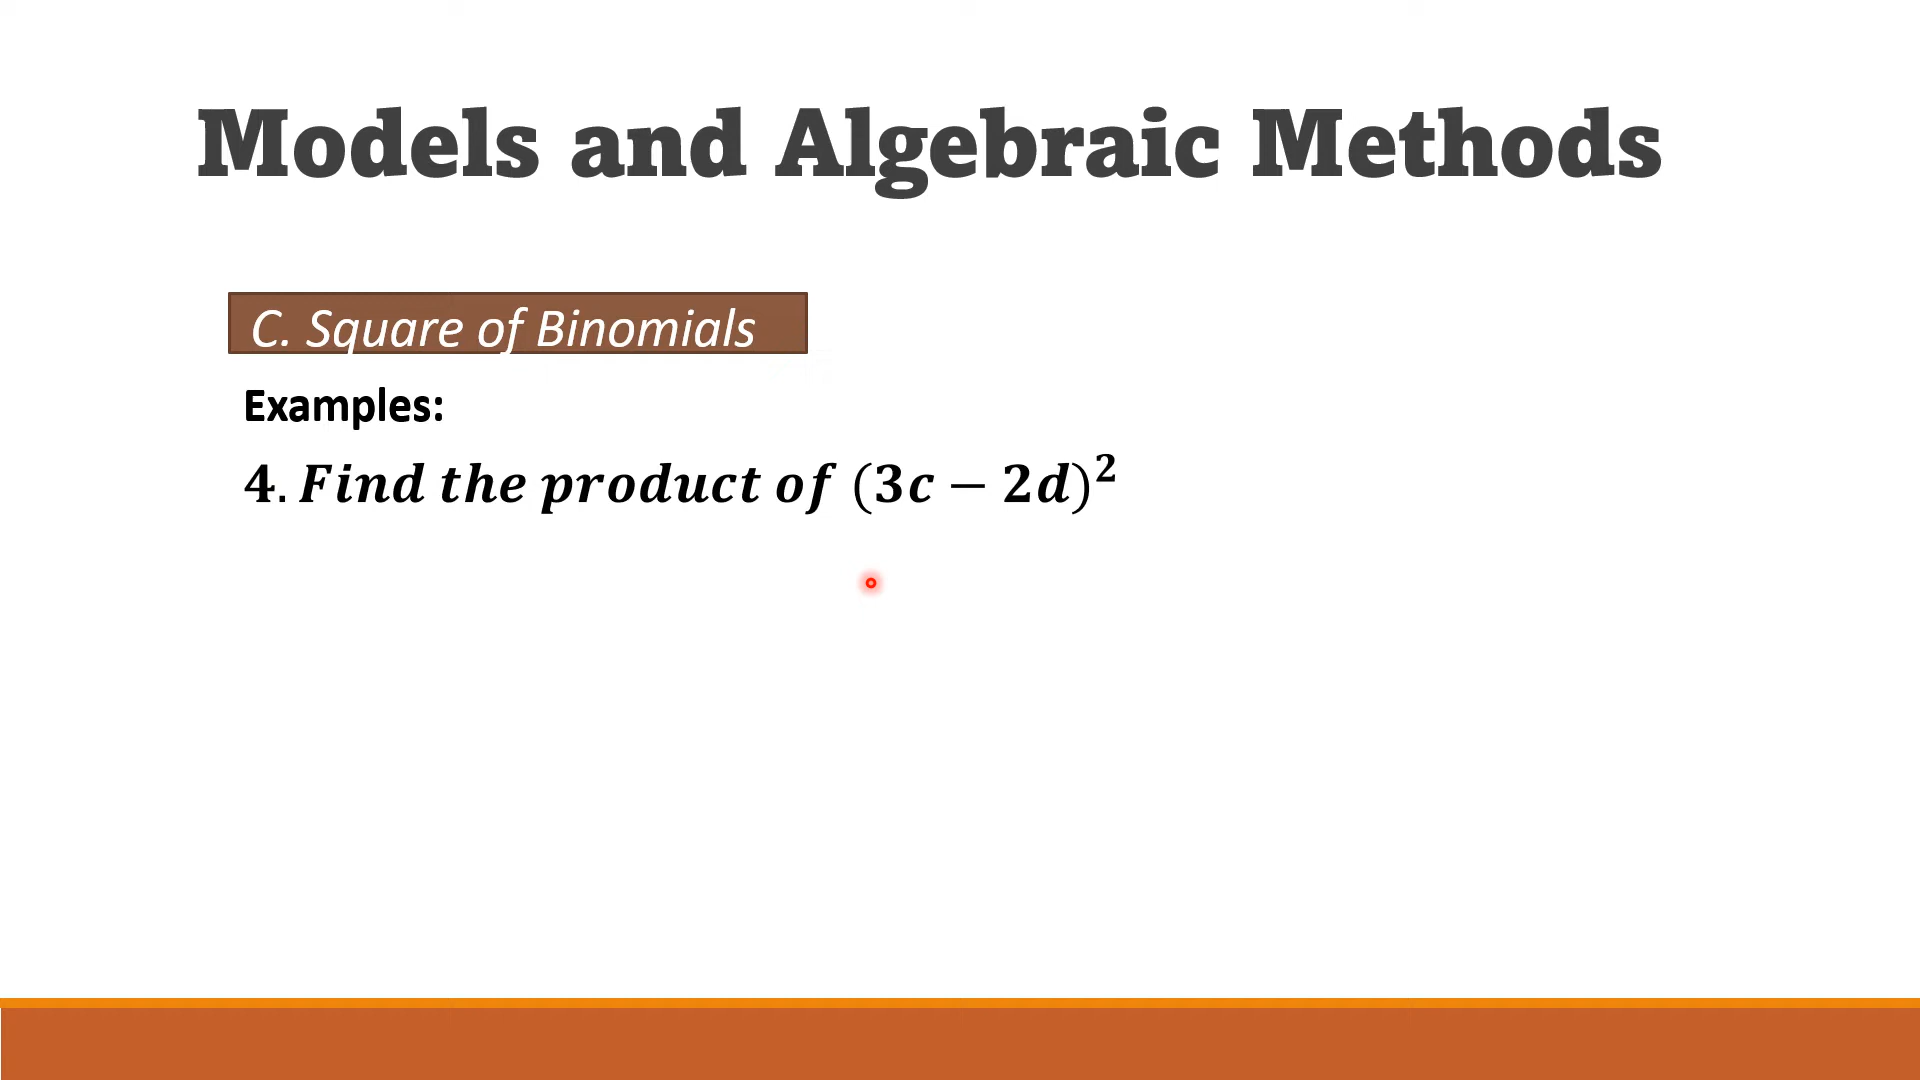 Models and Algebraic Methods
C. Square of Binomials
Examples:
4. Find the product of (3c − 2d)²